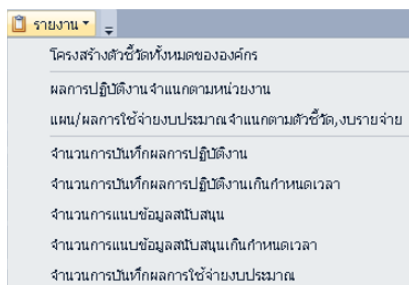 รายงาน
โครงสร้างตัวชี้วัดทั้งหมดขององค์กร
ผลการปฏิบัติงานจำแนกตามหน่วยงาน
แผน/ผลการใช้จ่ายงบประมาณจำแนกตามตัวชี้วัด,งบรายจ่าย
จำนวนการบันทึกผลการปฏิบัติงาน
จำนวนการบันทึกผลการปฏิบัติงานเกินกำหนดเวลา
จำนวนการแนบข้อมูลสนับสนุน
จำนวนการแนบข้อมูลสนับสนุนเกินกำหนดเวลา
จำนวนการบันทึกผลการใช้จ่ายงบประมาณ